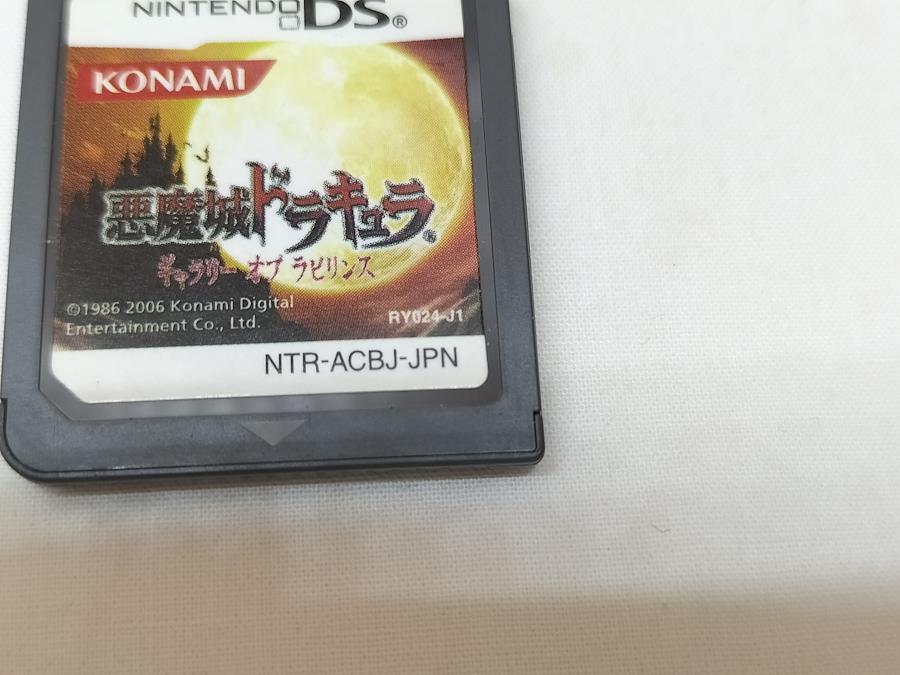 NINTENDO DS®
KONAMI
悪魔城ドラキュラ®
ギャラリー オブ ラビリンス
©1986 2006 Konami Digital
Entertainment Co., Ltd.
RY024-J1
NTR-ACBJ-JPN